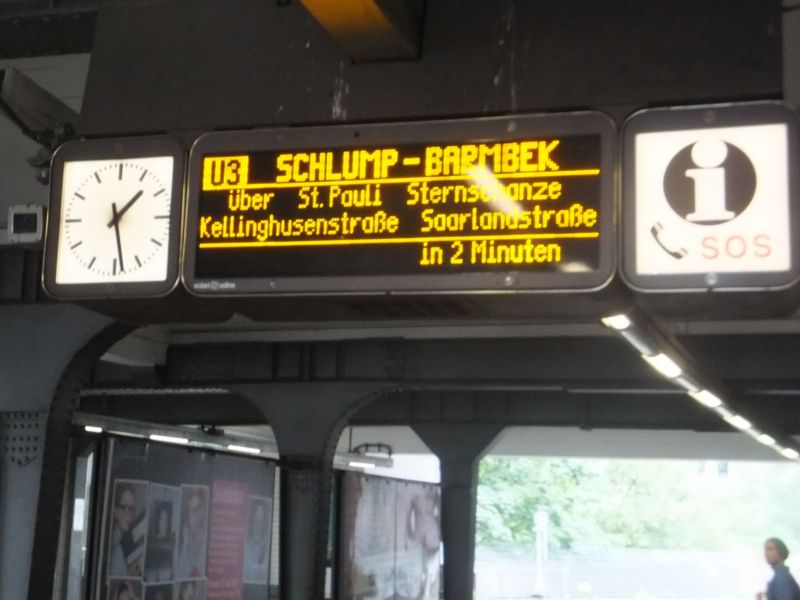 U3 SCHLUMP-BARMBEK
Über St.Pauli Sternschanze
Kellinghusenstraße Saarlandstraße
in 2 Minuten
i
SOS